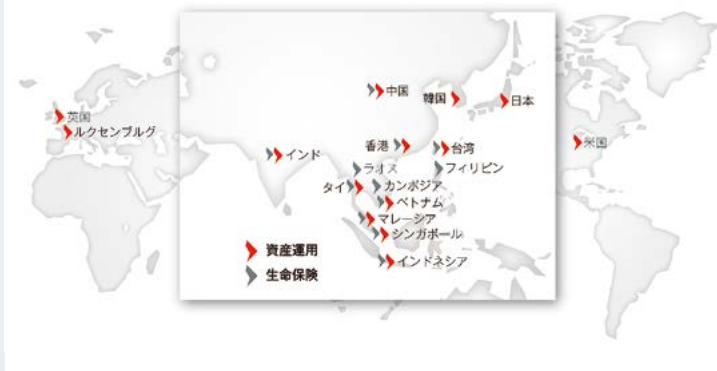 中国
韓国
日本
英国
ルクセンブルグ
米国
香港
台湾
インド
ラオス
フィリピン
タイ
カンボジア
ベトナム
マレーシア
シンガポール
資産運用
インドネシア
生命保険